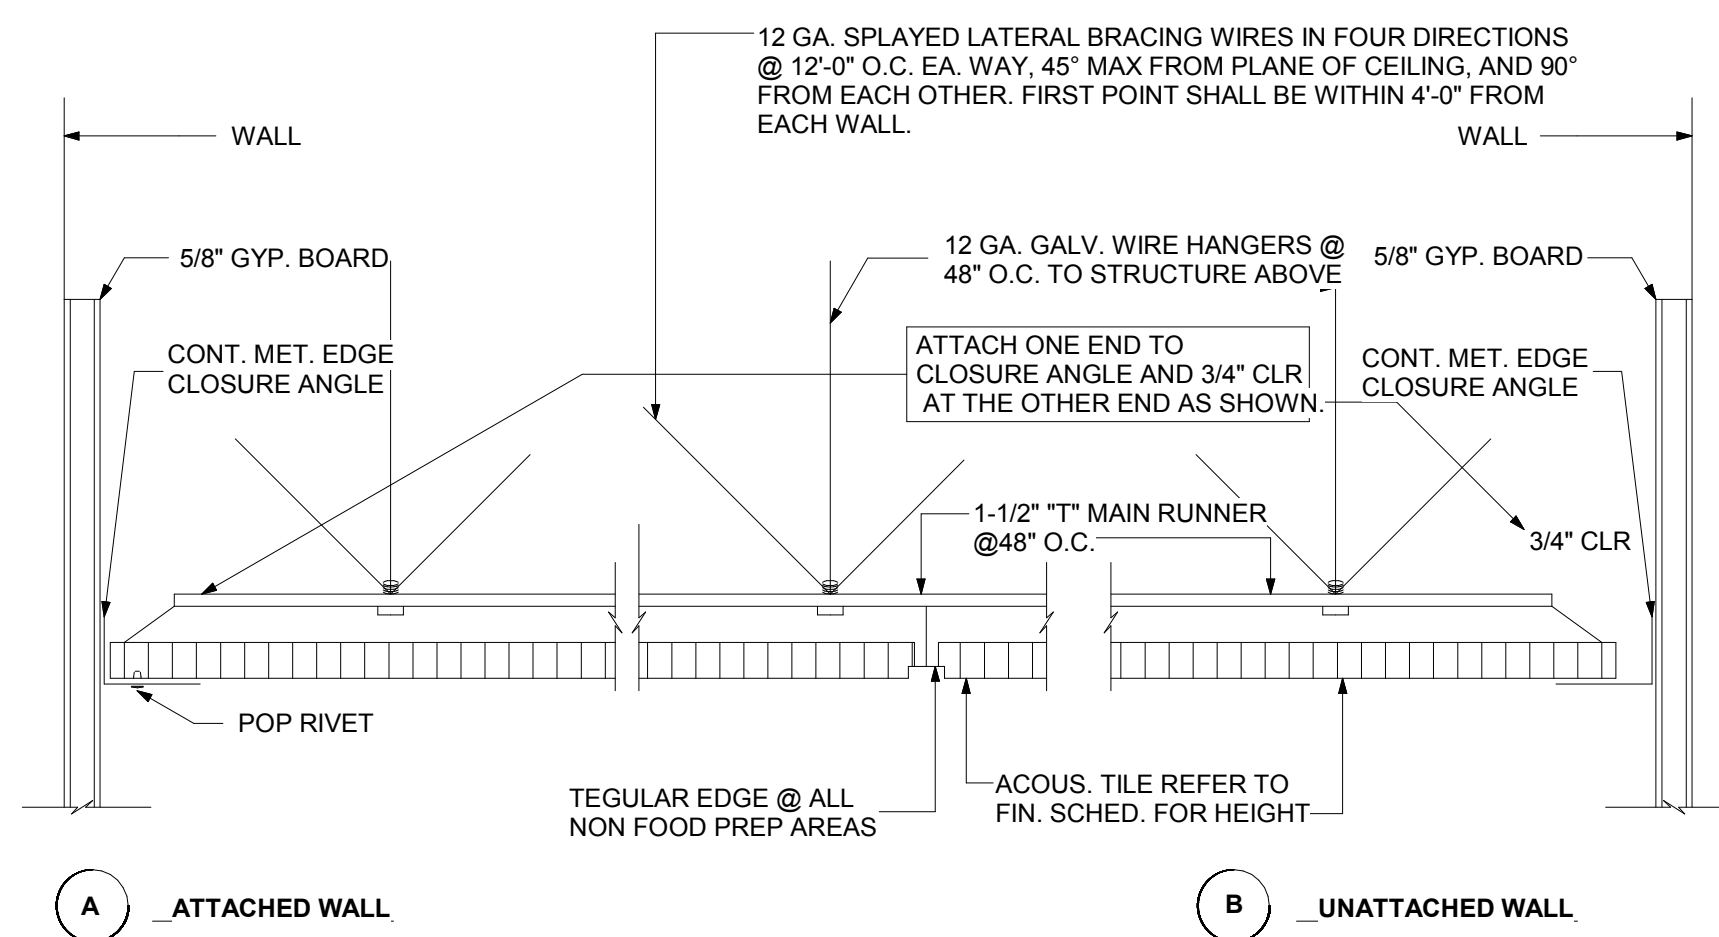 12 GA. SPLAYED LATERAL BRACING WIRES IN FOUR DIRECTIONS
@ 12'-0" O.C. EA. WAY, 45° MAX FROM PLANE OF CEILING, AND 90°
FROM EACH OTHER. FIRST POINT SHALL BE WITHIN 4'-0" FROM
EACH WALL.
WALL
WALL
5/8" GYP. BOARD
12 GA. GALV. WIRE HANGERS @
48" O.C. TO STRUCTURE ABOVE
5/8" GYP. BOARD
CONT. MET. EDGE
CLOSURE ANGLE
ATTACH ONE END TO
CLOSURE ANGLE AND 3/4" CLR
AT THE OTHER END AS SHOWN.
CONT. MET. EDGE
CLOSURE ANGLE
1-1/2" "T" MAIN RUNNER
@48" O.C.
3/4" CLR
POP RIVET
TEGULAR EDGE @ ALL
NON FOOD PREP AREAS
ACOUS. TILE REFER TO
FIN. SCHED. FOR HEIGHT
A
ATTACHED WALL
B
UNATTACHED WALL